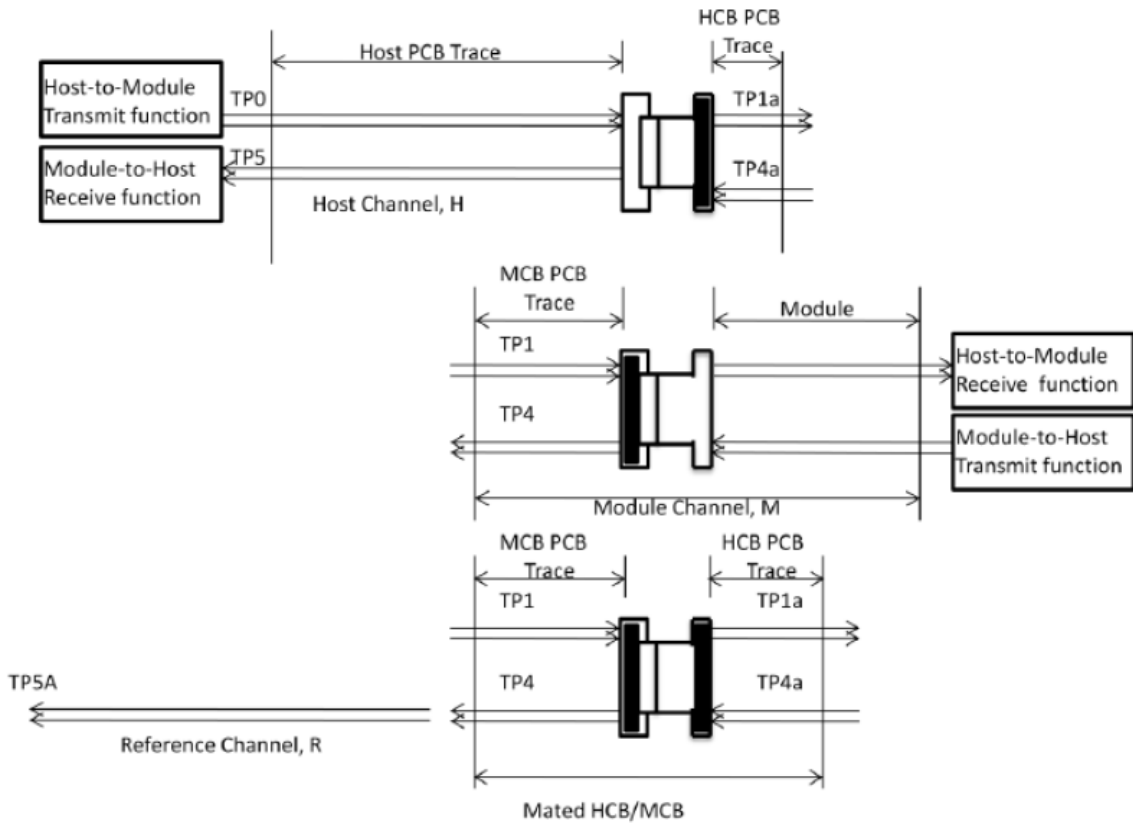 HCB PCB
Trace
Host PCB Trace
Host-to-Module
Transmit function
TP0
TP1a
Module-to-Host
Receive function
TP5
TP4a
Host Channel, H
MCB PCB
Trace
Module
TP1
Host-to-Module
Receive function
TP4
Module-to-Host
Transmit function
Module Channel, M
MCB PCB
Trace
HCB PCB
Trace
TP1
TP1a
TP5A
TP4
TP4a
Reference Channel, R
Mated HCB/MCB